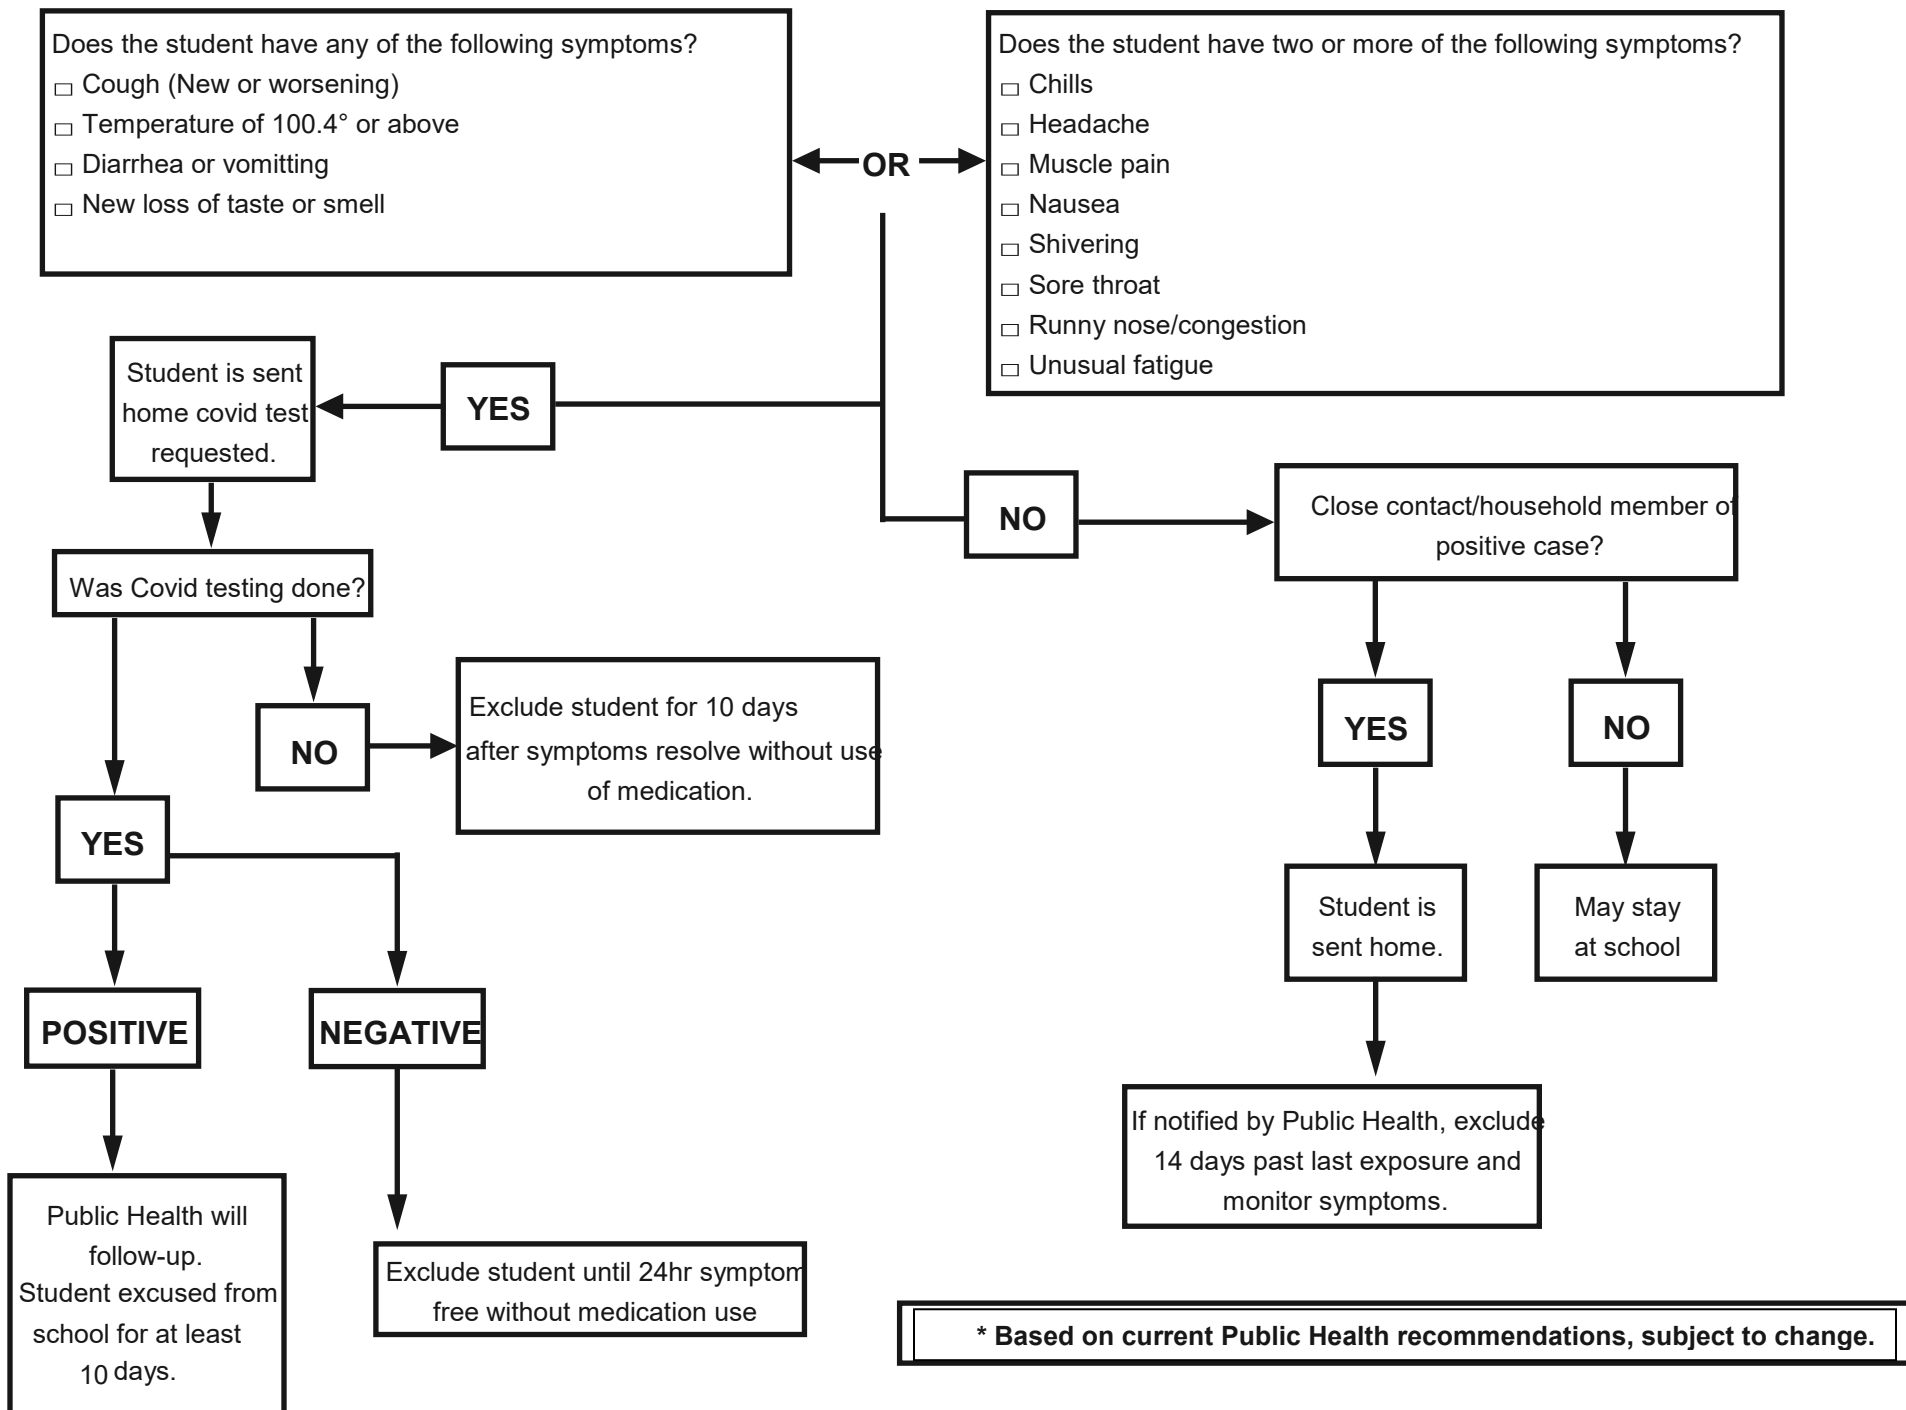 Does the student have any of the following symptoms?
Cough (New or worsening)
Temperature of 100.4° or above
Diarrhea or vomitting
New loss of taste or smell
OR
Does the student have two or more of the following symptoms?
Chills
Headache
Muscle pain
Nausea
Shivering
Sore throat
Runny nose/congestion
Unusual fatigue
YES
Student is sent
home covid test
requested.
NO
Close contact/household member of
positive case?
Was Covid testing done?
NO
Exclude student for 10 days
after symptoms resolve without use
of medication.
YES
NO
YES
Student is
sent home.
May stay
at school
POSITIVE
NEGATIVE
If notified by Public Health, exclude
14 days past last exposure and
monitor symptoms.
Public Health will
follow-up.
Student excused from
school for at least
10 days.
Exclude student until 24hr symptom
free without medication use
* Based on current Public Health recommendations, subject to change.